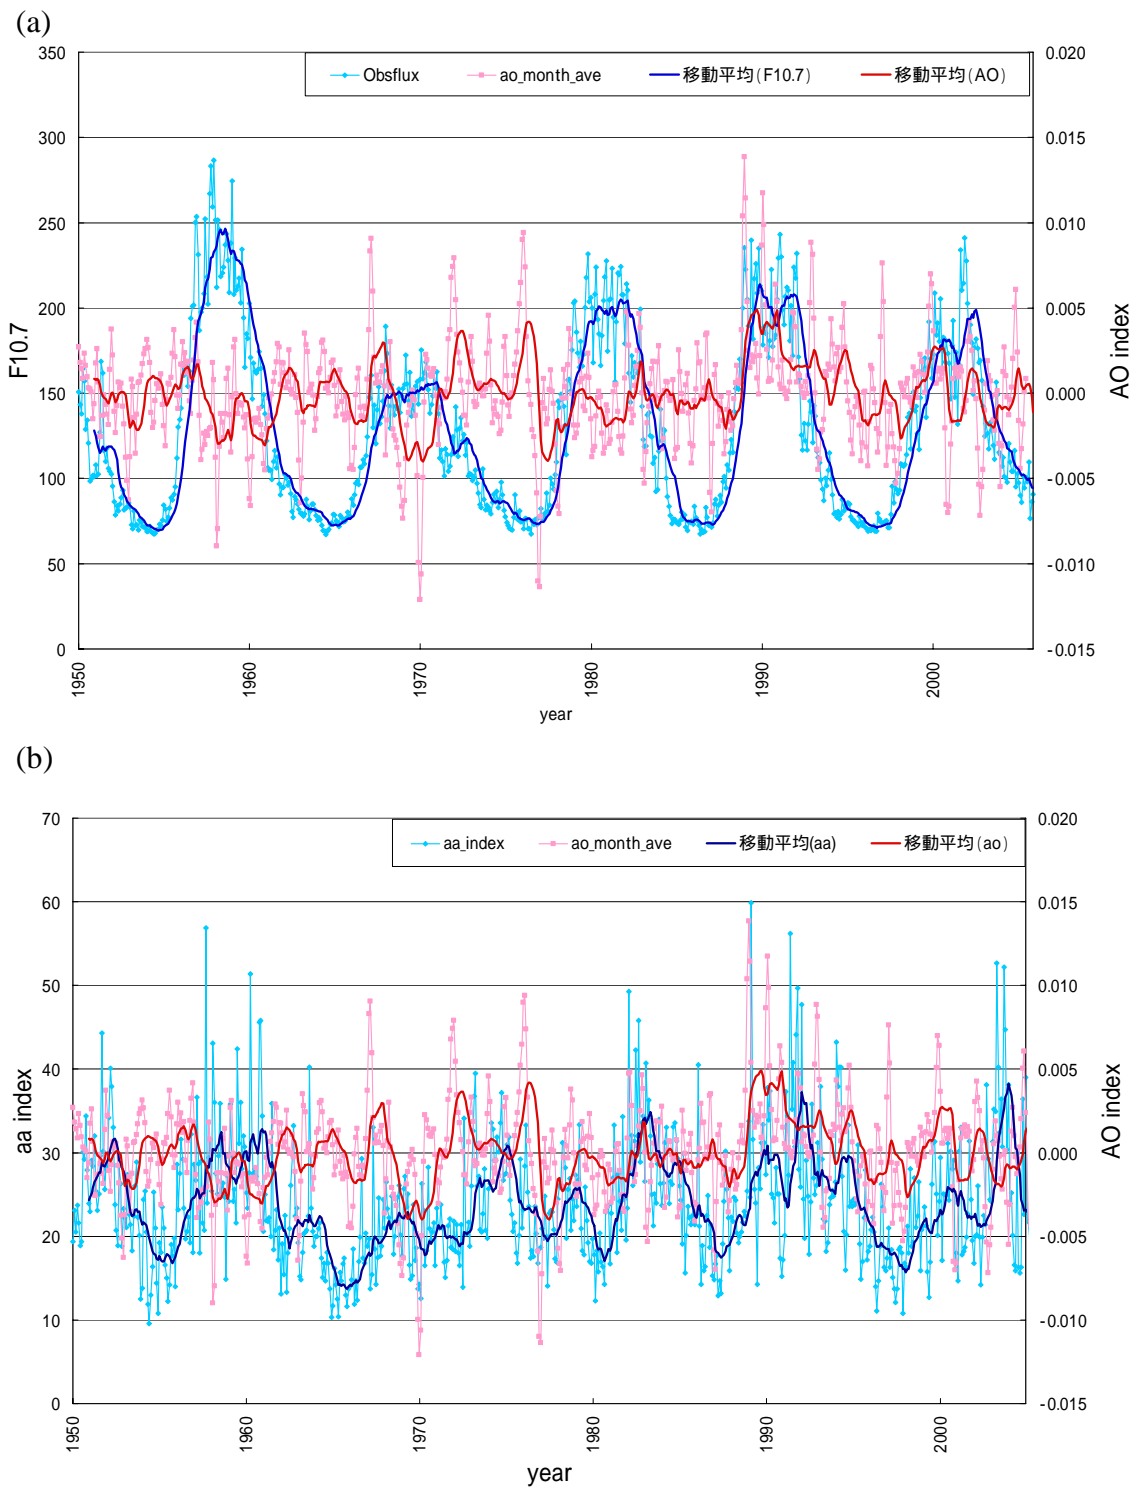 (a)
350
300
250
200
150
100
50
0
F10.7
Obsflux ao_month_ave 移動平均(F10.7) 移動平均(AO)
0.020
0.015
0.010
0.005
0.000
-0.005
-0.010
-0.015
AO index
1950 1960 1970 1980 1990 2000
year
(b)
70
60
50
40
30
20
10
0
aa index
aa_index ao_month_ave 移動平均(aa) 移動平均(ao)
0.020
0.015
0.010
0.005
0.000
-0.005
-0.010
-0.015
AO index
1950 1960 1970 1980 1990 2000
year